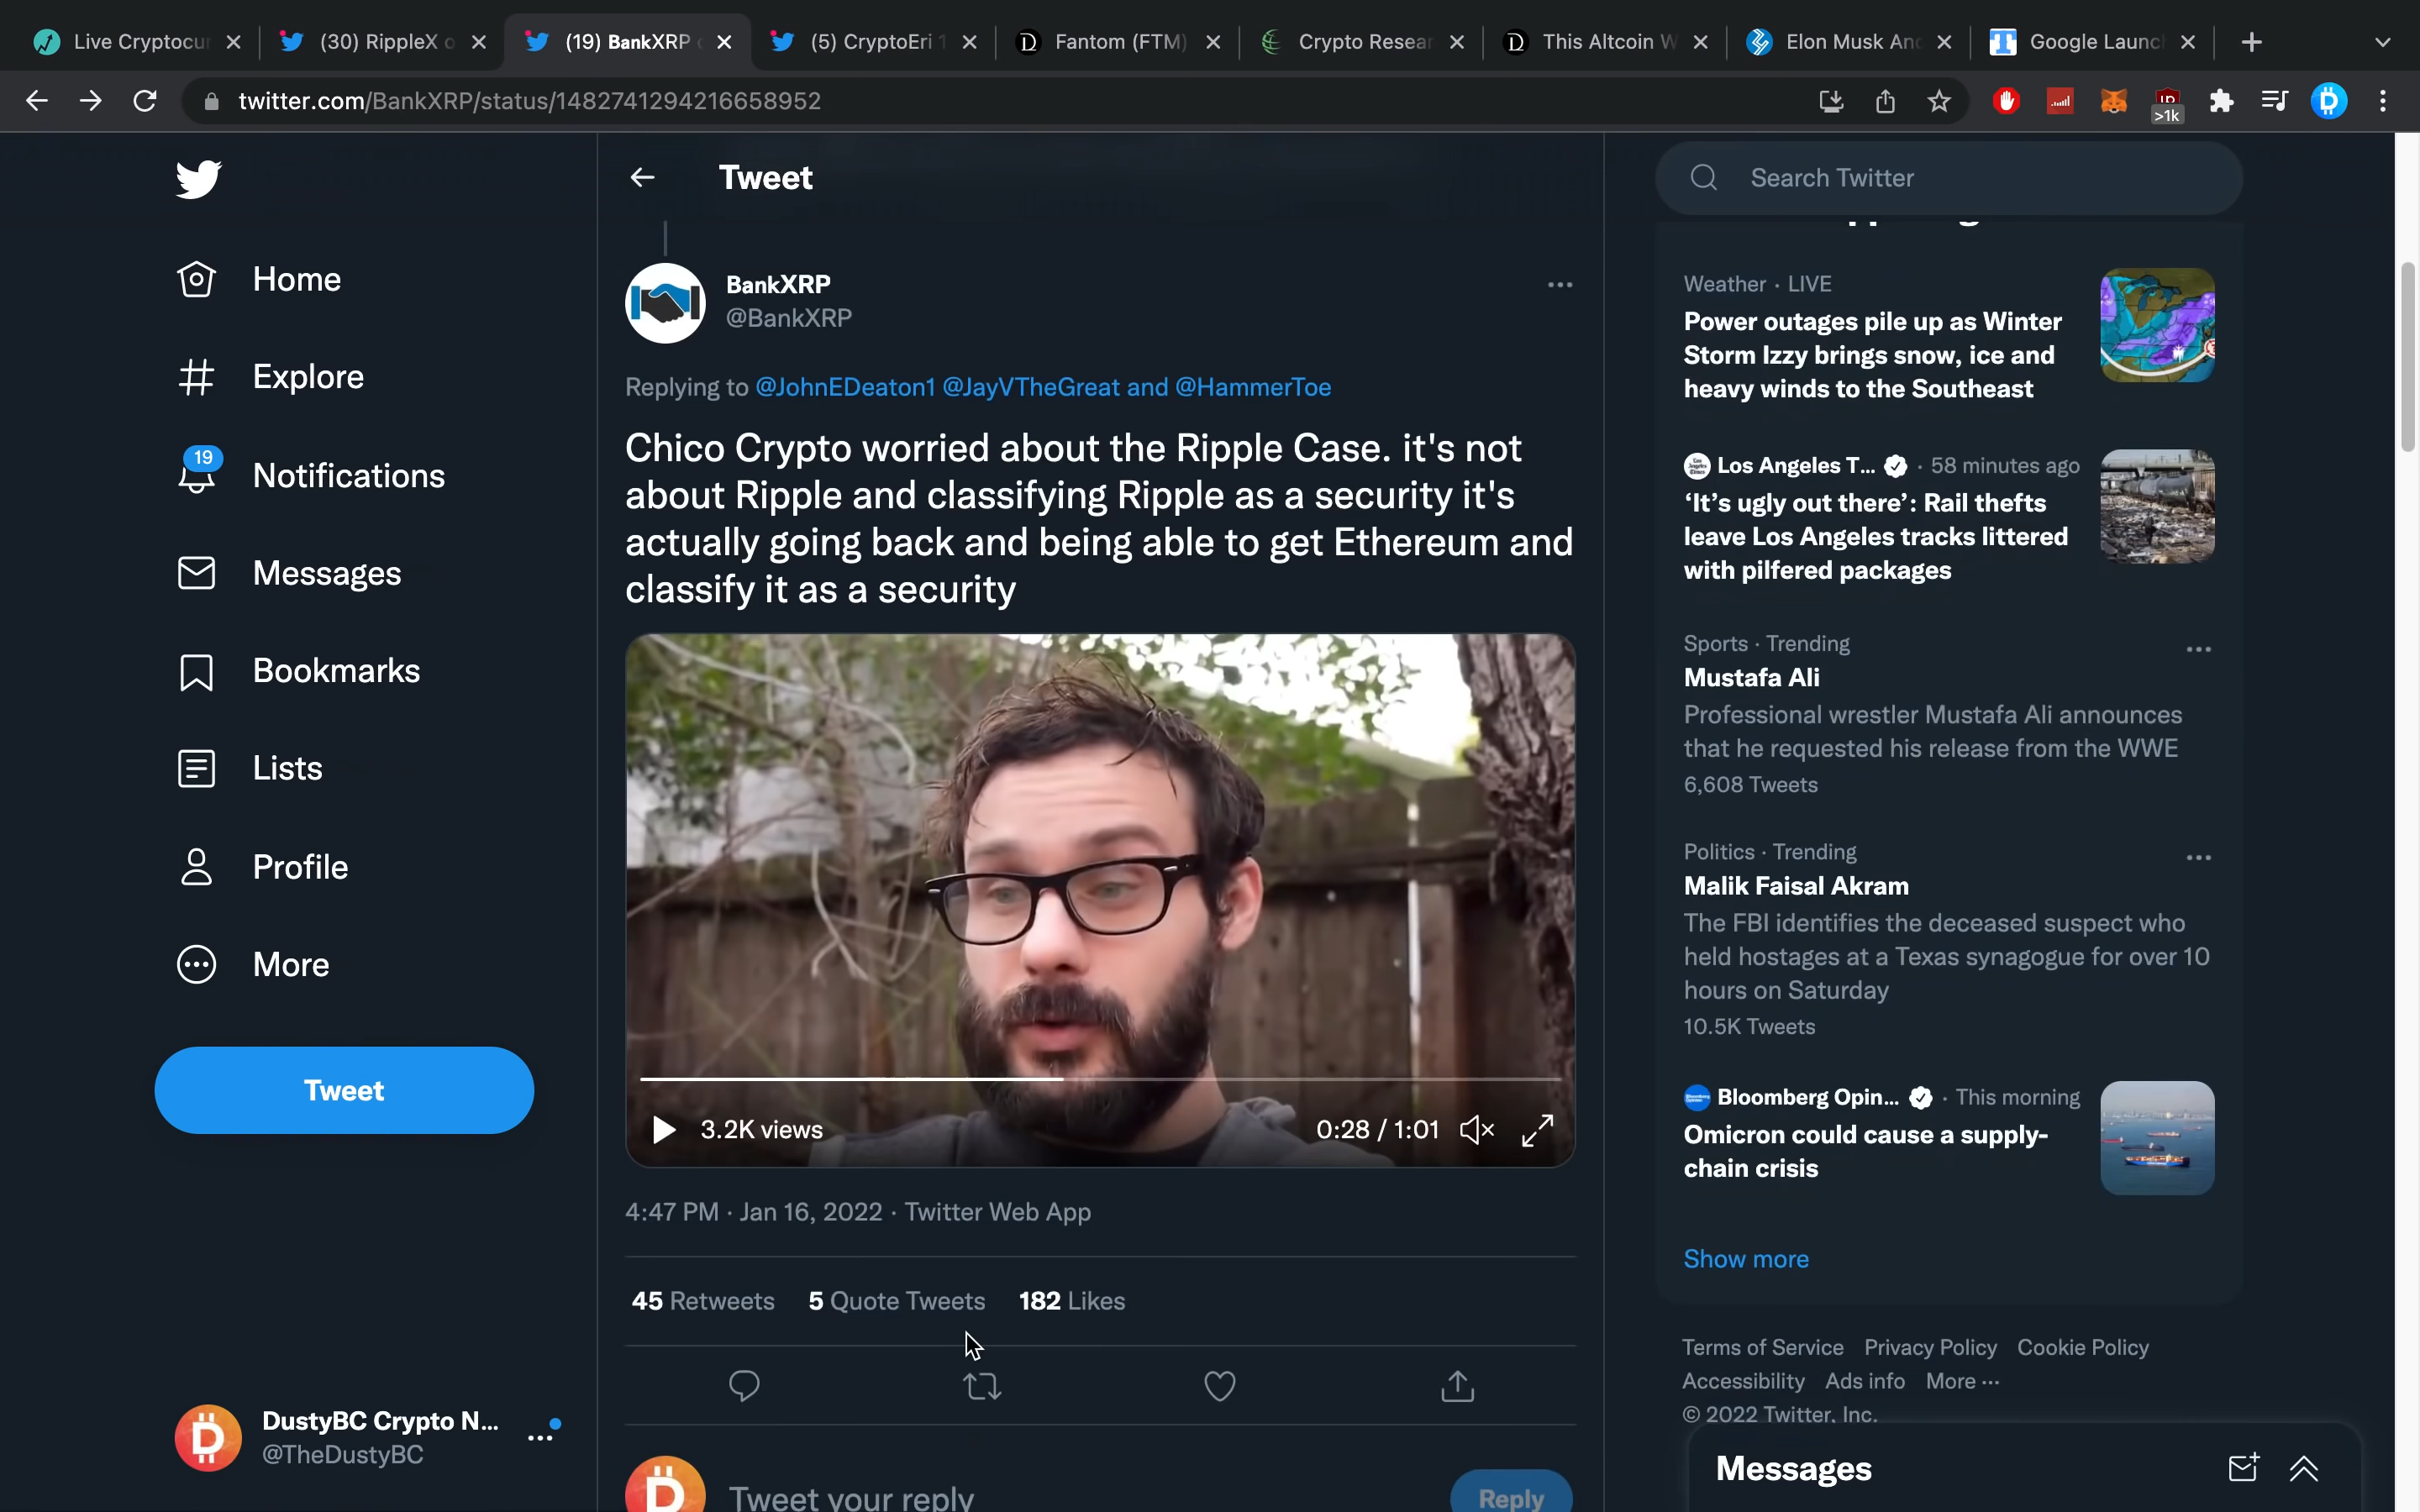 Live Cryptocur
(30) RippleX o
(19) BankXRP
(5) CryptoEri
Fantom (FTM)
Crypto Resear
This Altcoin W
Elon Musk And
Google Launc
twitter.com/BankXRP/status/1482741294216658952
>1k
Home
Explore
19
Notifications
Messages
Bookmarks
Lists
Profile
More
Tweet
DustyBC Crypto N...
@TheDustyBC
Tweet
BankXRP
@BankXRP
Replying to @JohnEDeaton1 @JayVTheGreat and @HammerToe
Chico Crypto worried about the Ripple Case. it's not
about Ripple and classifying Ripple as a security it's
actually going back and being able to get Ethereum and
classify it as a security
3.2K views
0:28 / 1:01
4:47 PM · Jan 16, 2022 · Twitter Web App
45 Retweets 5 Quote Tweets 182 Likes
Tweet your reply
Reply
Search Twitter
Weather · LIVE
Power outages pile up as Winter
Storm Izzy brings snow, ice and
heavy winds to the Southeast
Los Angeles T... · 58 minutes ago
‘It’s ugly out there’: Rail thefts
leave Los Angeles tracks littered
with pilfered packages
Sports · Trending
Mustafa Ali
Professional wrestler Mustafa Ali announces
that he requested his release from the WWE
6,608 Tweets
Politics · Trending
Malik Faisal Akram
The FBI identifies the deceased suspect who
held hostages at a Texas synagogue for over 10
hours on Saturday
10.5K Tweets
Bloomberg Opin... · This morning
Omicron could cause a supply-
chain crisis
Show more
Terms of Service Privacy Policy Cookie Policy
Accessibility Ads info More ···
© 2022 Twitter, Inc.
Messages